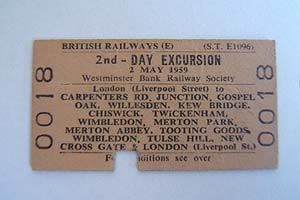 BRITISH RAILWAYS (E) (S.T. E1096)
2nd - DAY EXCURSION
2 MAY 1959
Westminster Bank Railway Society
London (Liverpool Street) to
CARPENTERS RD, JUNCTION, GOSPEL
OAK, WILLESDEN. KEW BRIDGE.
CHISWICK, TWICKENHAM,
WIMBLEDON, MERTON PARK,
MERTON ABBEY, TOOTING GOODS,
WIMBLEDON, TULSE HILL, NEW
CROSS GATE & LONDON (Liverpool St.)
For nditions see over
0018
0018